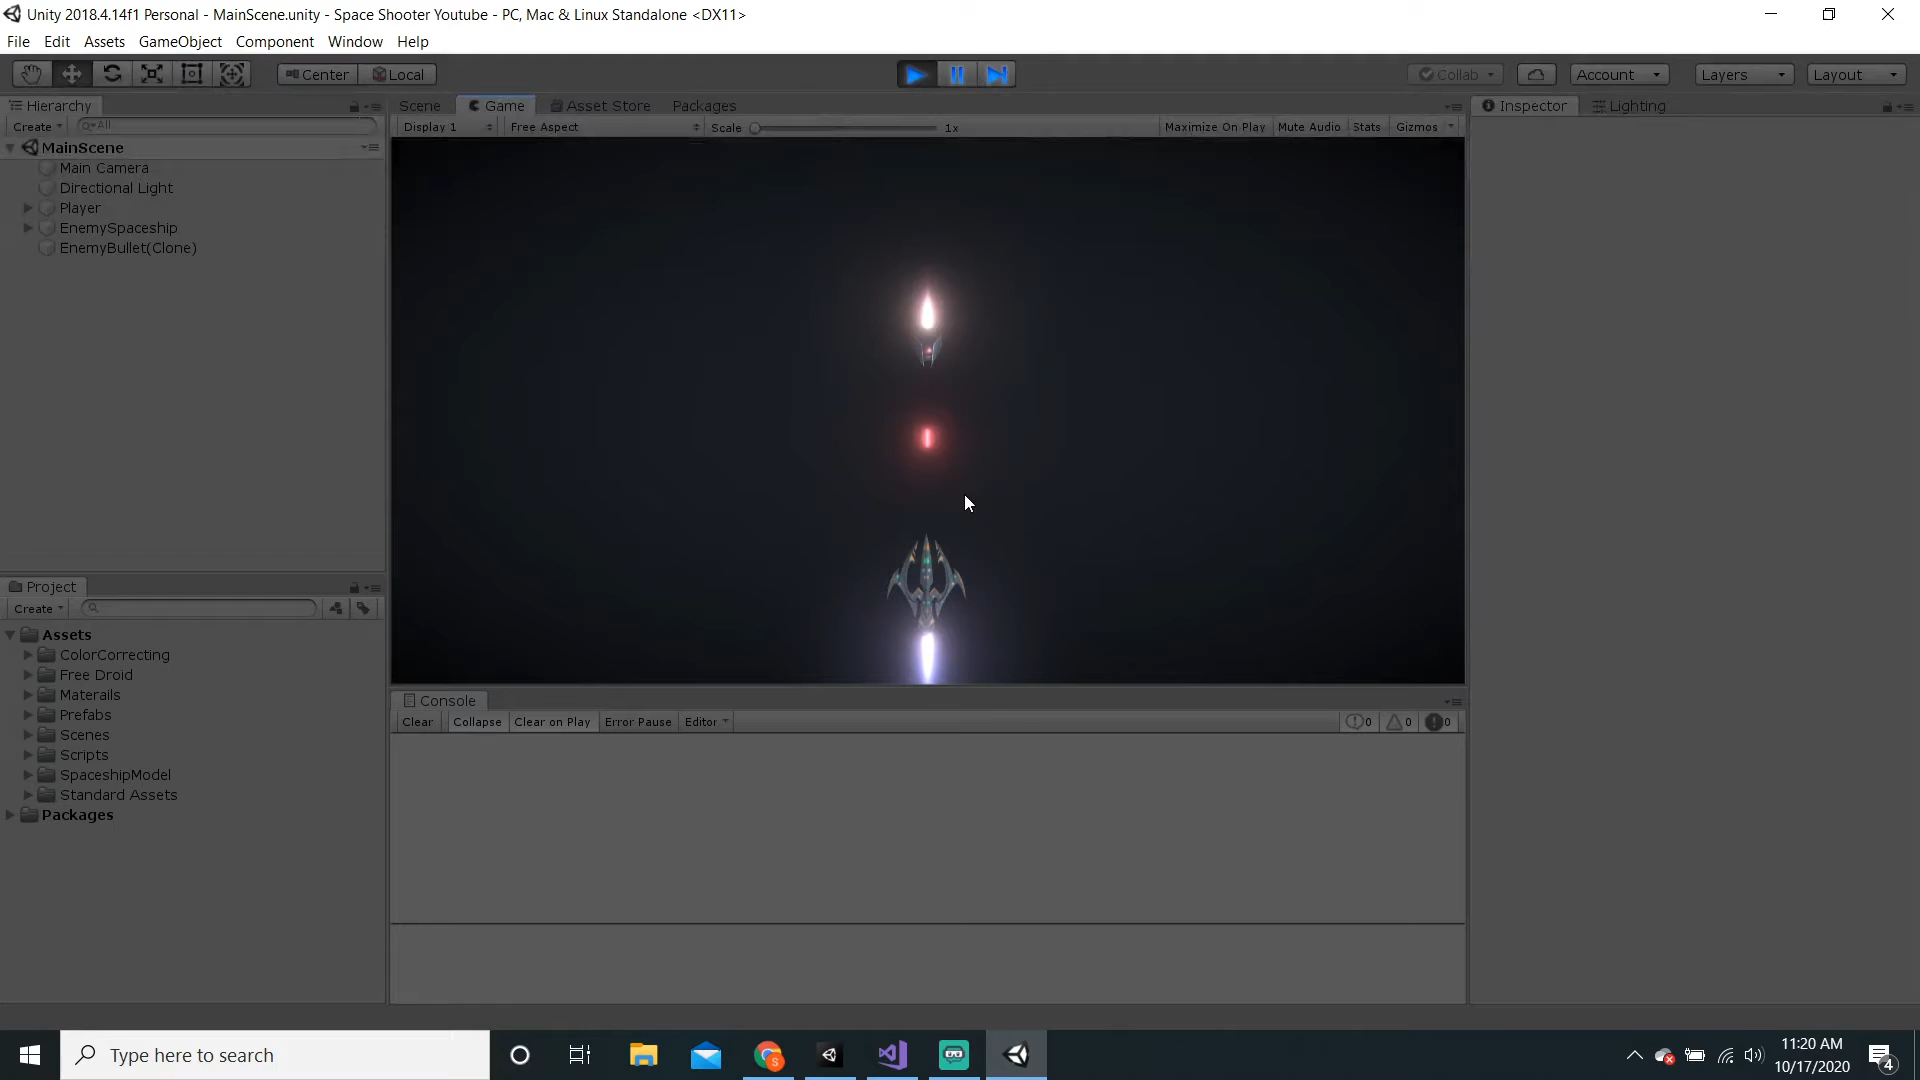 Unity 2018.4.14f1 Personal - MainScene.unity - Space Shooter Youtube - PC, Mac & Linux Standalone <DX11>
File Edit Assets GameObject Component Window Help
Center Local Collab Account Layers Layout
Hierarchy Scene Game Asset Store Packages Inspector Lighting
Create All Display 1 Free Aspect Scale 1x Maximize On Play Mute Audio Stats Gizmos
MainScene
Main Camera
Directional Light
Player
EnemySpaceship
EnemyBullet(Clone)
Project
Create
Assets
ColorCorrecting
Free Droid
Materails
Prefabs
Scenes
Scripts
SpaceshipModel
Standard Assets
Packages
Console
Clear Collapse Clear on Play Error Pause Editor 0 0 0
Type here to search
S
11:20 AM
10/17/2020
4